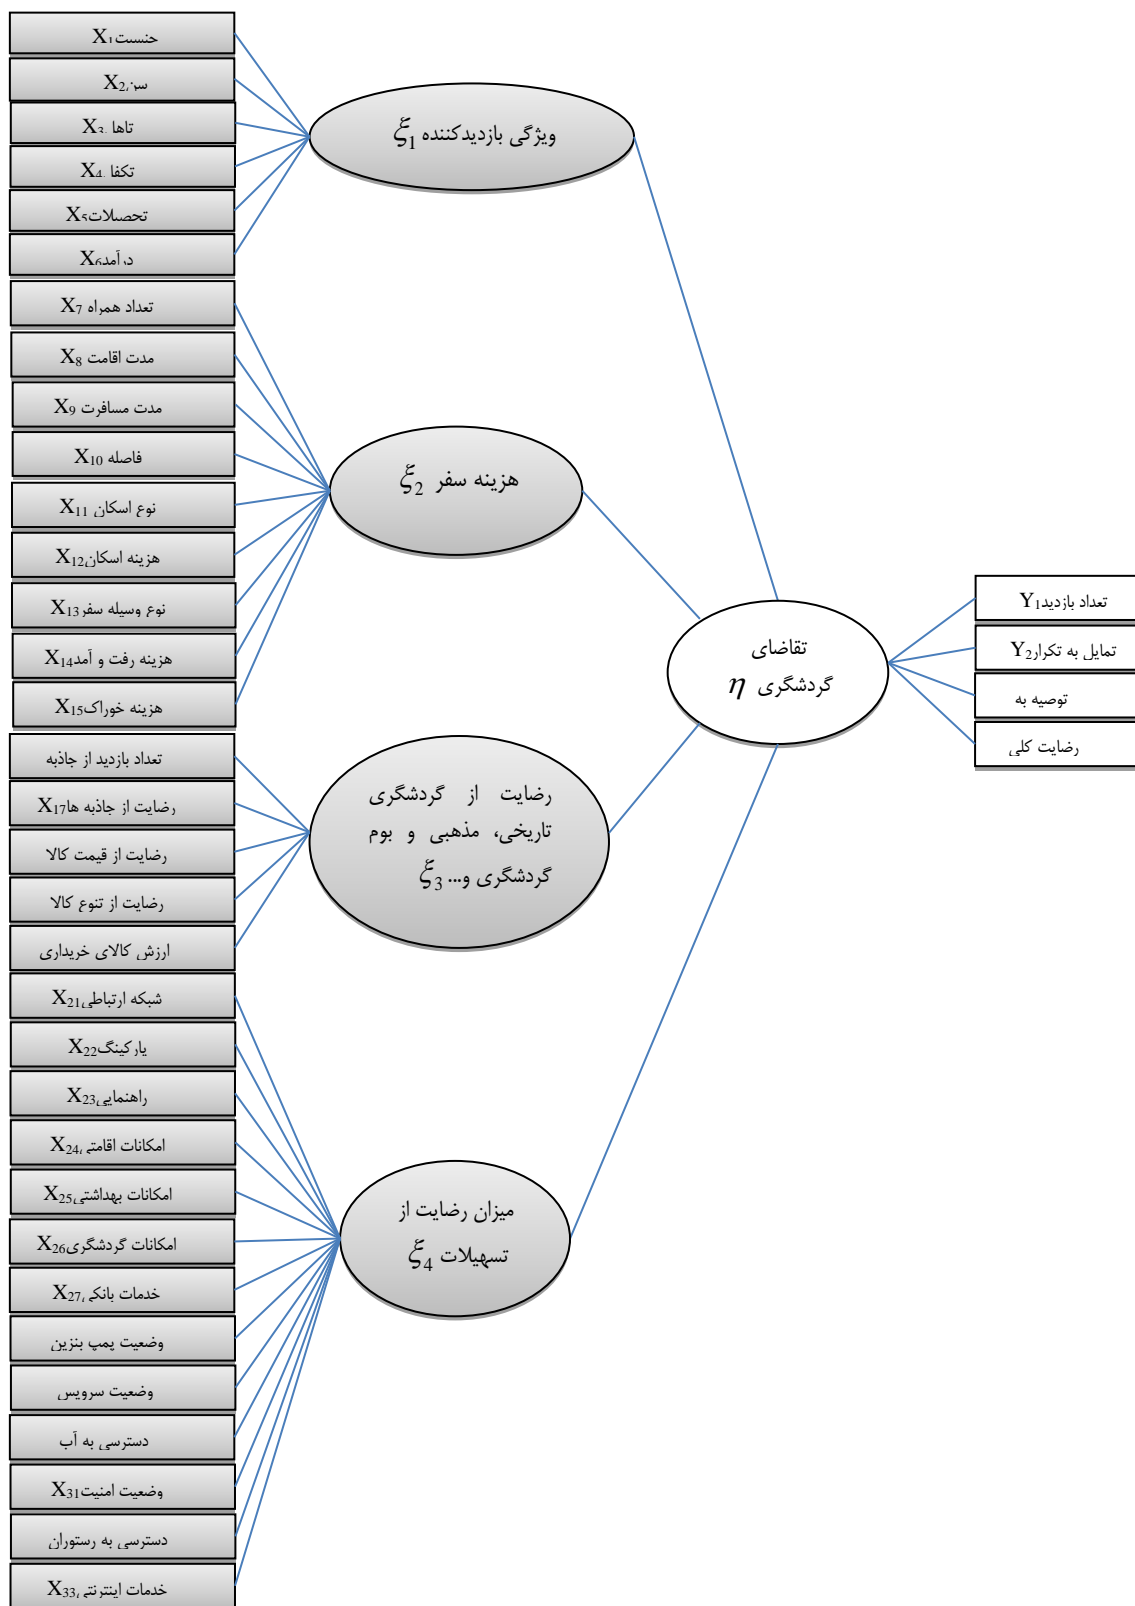 جنسیت X1
سن X2
تاهل X3
تکفل X4
تحصیلات X5
درآمد X6
تعداد همراه X7
مدت اقامت X8
مدت مسافرت X9
فاصله X10
نوع اسکان X11
هزینه اسکان X12
نوع وسیله سفر X13
هزینه رفت و آمد X14
هزینه خوراک X15
تعداد بازدید از جاذبه
رضایت از جاذبه ها X17
رضایت از قیمت کالا
رضایت از تنوع کالا
ارزش کالای خریداری
شبکه ارتباطی X21
پارکینگ X22
راهنمایی X23
امکانات اقامتی X24
امکانات بهداشتی X25
امکانات گردشگری X26
خدمات بانکی X27
وضعیت پمپ بنزین
وضعیت سرویس
دسترسی به آب
وضعیت امنیت X31
دسترسی به رستوران
خدمات اینترنتی X33
ویژگی بازدیدکننده ξ1
هزینه سفر ξ2
رضایت از گردشگری
تاریخی، مذهبی و بوم
گردشگری و... ξ3
میزان رضایت از
تسهیلات ξ4
تقاضای
گردشگری η
تعداد بازدید Y1
تمایل به تکرار Y2
توصیه به
رضایت کلی